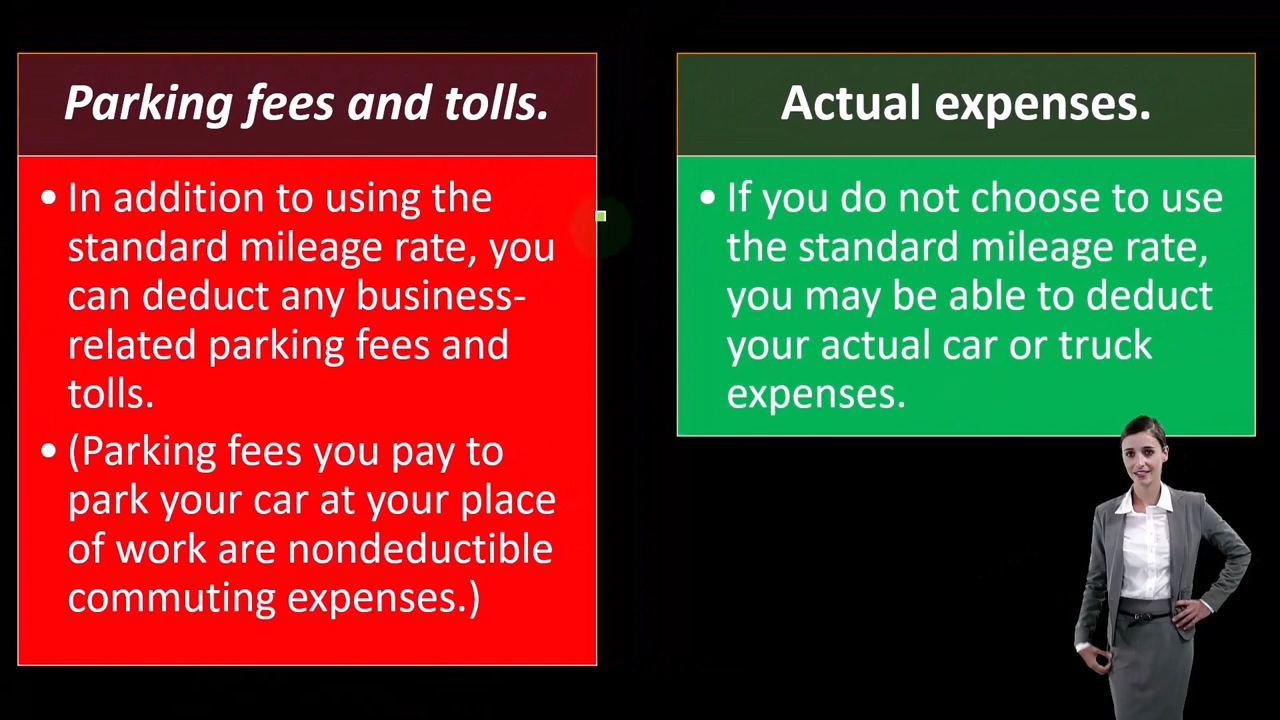 Parking fees and tolls.
• In addition to using the
standard mileage rate, you
can deduct any business-
related parking fees and
tolls.
• (Parking fees you pay to
park your car at your place
of work are nondeductible
commuting expenses.)
Actual expenses.
• If you do not choose to use
the standard mileage rate,
you may be able to deduct
your actual car or truck
expenses.